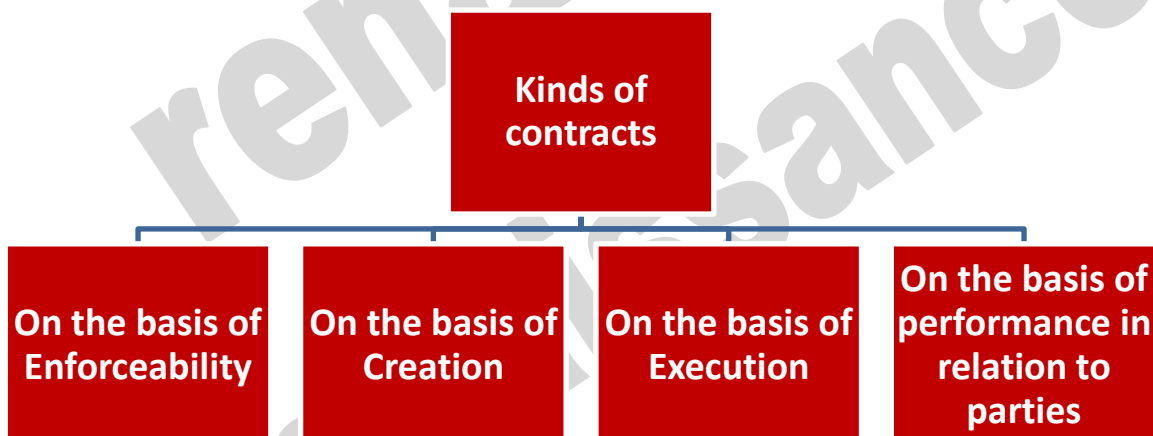 Kinds of
contracts
On the basis of
Enforceability
On the basis of
Creation
On the basis of
Execution
On the basis of
performance in
relation to
parties